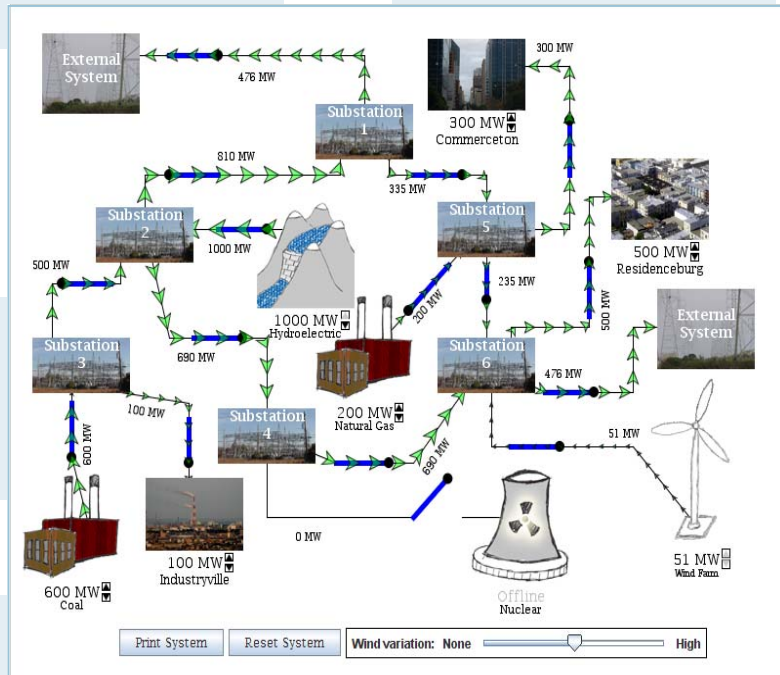 External
System
476 MW
Substation
1
300 MW
300 MW
Commerceton
810 MW
335 MW
Substation
2
1000 MW
Substation
5
500 MW
Residenceburg
500 MW
235 MW
500 MW
200 MW
1000 MW
Hydroelectric
External
System
690 MW
Substation
3
Substation
6
476 MW
100 MW
200 MW
Natural Gas
Substation
4
600 MW
690 MW
51 MW
0 MW
100 MW
Industryville
600 MW
Coal
Offline
Nuclear
51 MW
Wind Farm
Print System
Reset System
Wind variation: None
High